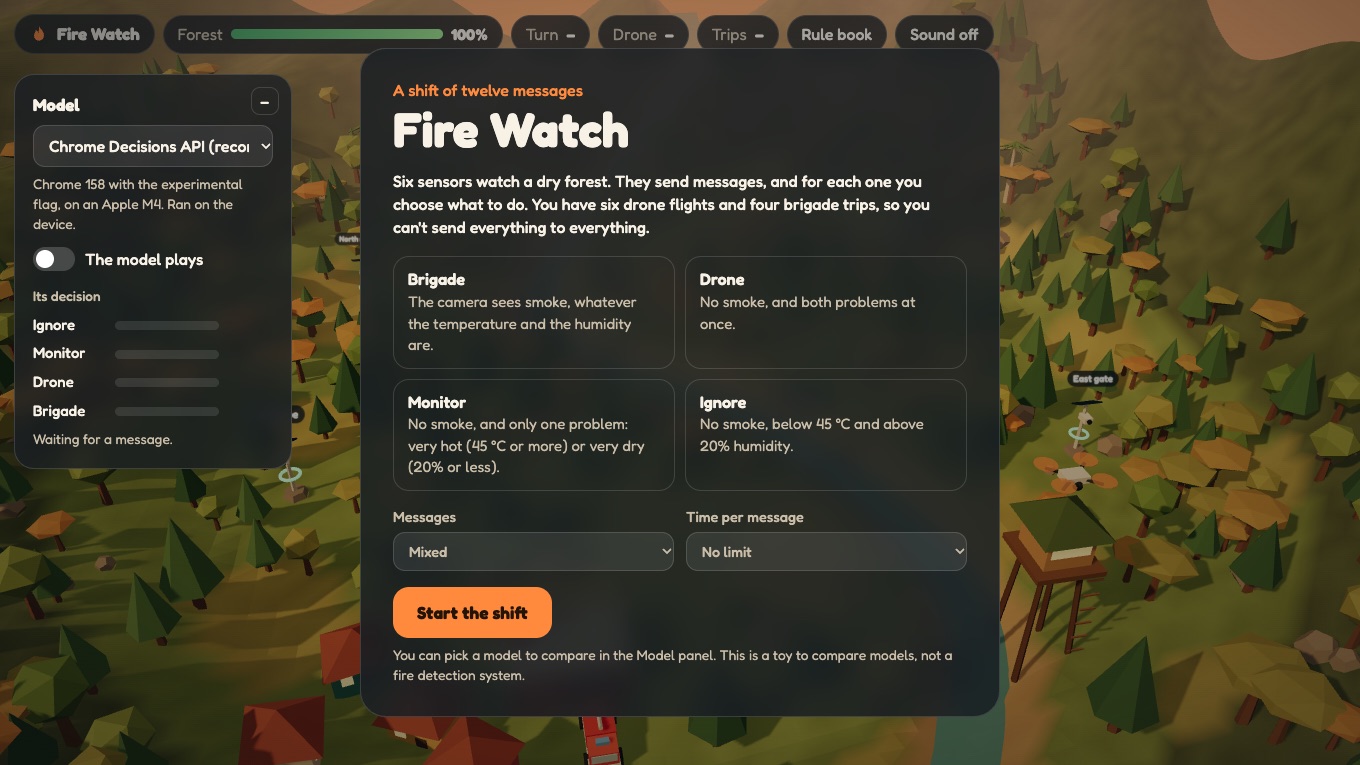 Fire Watch
Forest 100%
Turn –
Drone –
Trips –
Rule book
Sound off
Model
–
Chrome Decisions API (recor
Chrome 158 with the experimental
flag, on an Apple M4. Ran on the
device.
The model plays
Its decision
Ignore
Monitor
Drone
Brigade
Waiting for a message.
A shift of twelve messages
Fire Watch
Six sensors watch a dry forest. They send messages, and for each one you
choose what to do. You have six drone flights and four brigade trips, so you
can't send everything to everything.
Brigade
The camera sees smoke, whatever
the temperature and the humidity
are.
Drone
No smoke, and both problems at
once.
Monitor
No smoke, and only one problem:
very hot (45 °C or more) or very dry
(20% or less).
Ignore
No smoke, below 45 °C and above
20% humidity.
Messages
Mixed
Time per message
No limit
Start the shift
You can pick a model to compare in the Model panel. This is a toy to compare models, not a
fire detection system.
North
East gate